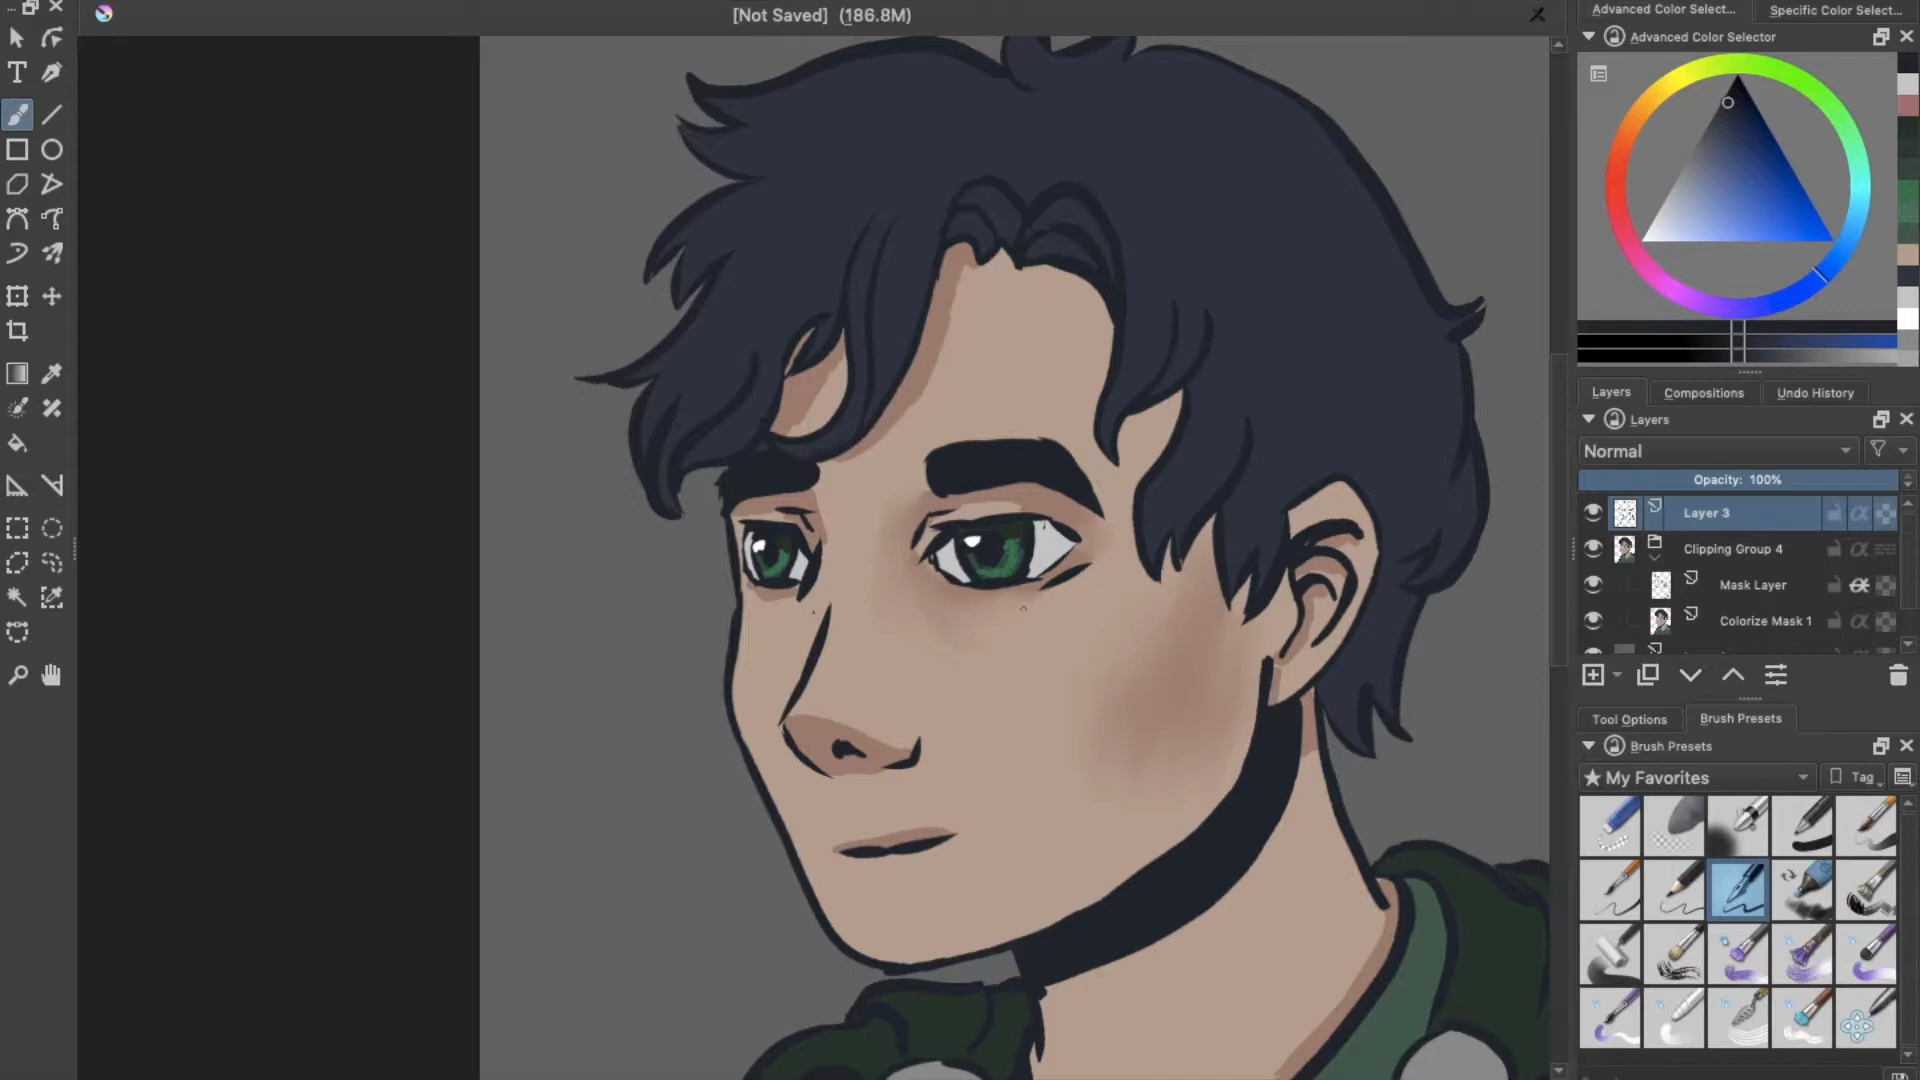 [Not Saved] (186.8M)
Advanced Color Select...
Specific Color Select...
Advanced Color Selector
Layers
Compositions
Undo History
Layers
Normal
Opacity: 100%
Layer 3
Clipping Group 4
Mask Layer
Colorize Mask 1
Tool Options
Brush Presets
Brush Presets
★ My Favorites
Tag